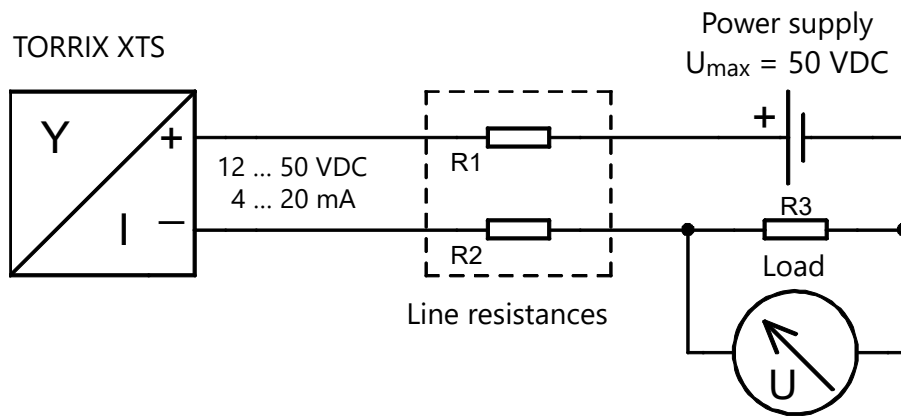 Power supply
TORRIX XTS
Umax = 50 VDC
Y
+
+
R1
12 ... 50 VDC
4 ... 20 mA
I
—
R2
R3
Load
Line resistances
U